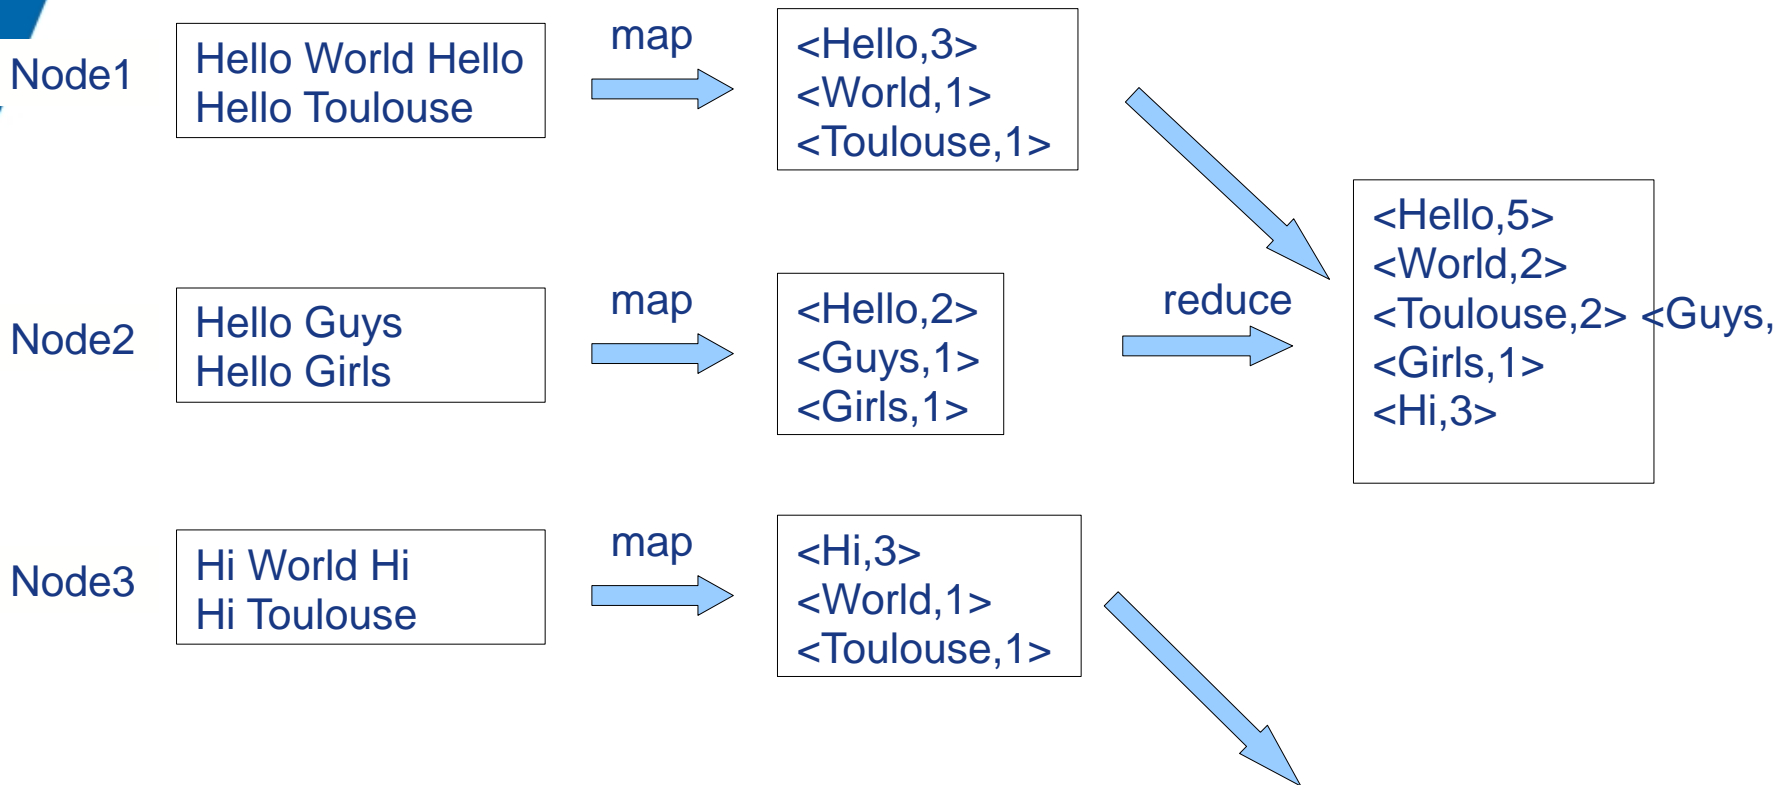 Node1
Hello World Hello
Hello Toulouse
map
<Hello,3>
<World,1>
<Toulouse,1>
Node2
Hello Guys
Hello Girls
map
<Hello,2>
<Guys,1>
<Girls,1>
reduce
<Hello,5>
<World,2>
<Toulouse,2> <Guys,
<Girls,1>
<Hi,3>
Node3
Hi World Hi
Hi Toulouse
map
<Hi,3>
<World,1>
<Toulouse,1>